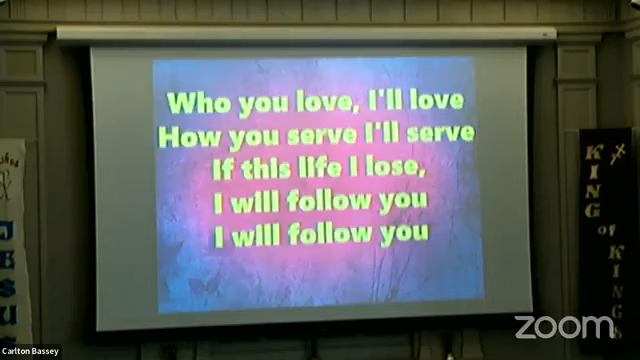 Who you love, I'll love
How you serve I'll serve
If this life I lose,
I will follow you
I will follow you
JESUS
KING of KINGS
zoom
Carlton Bassey